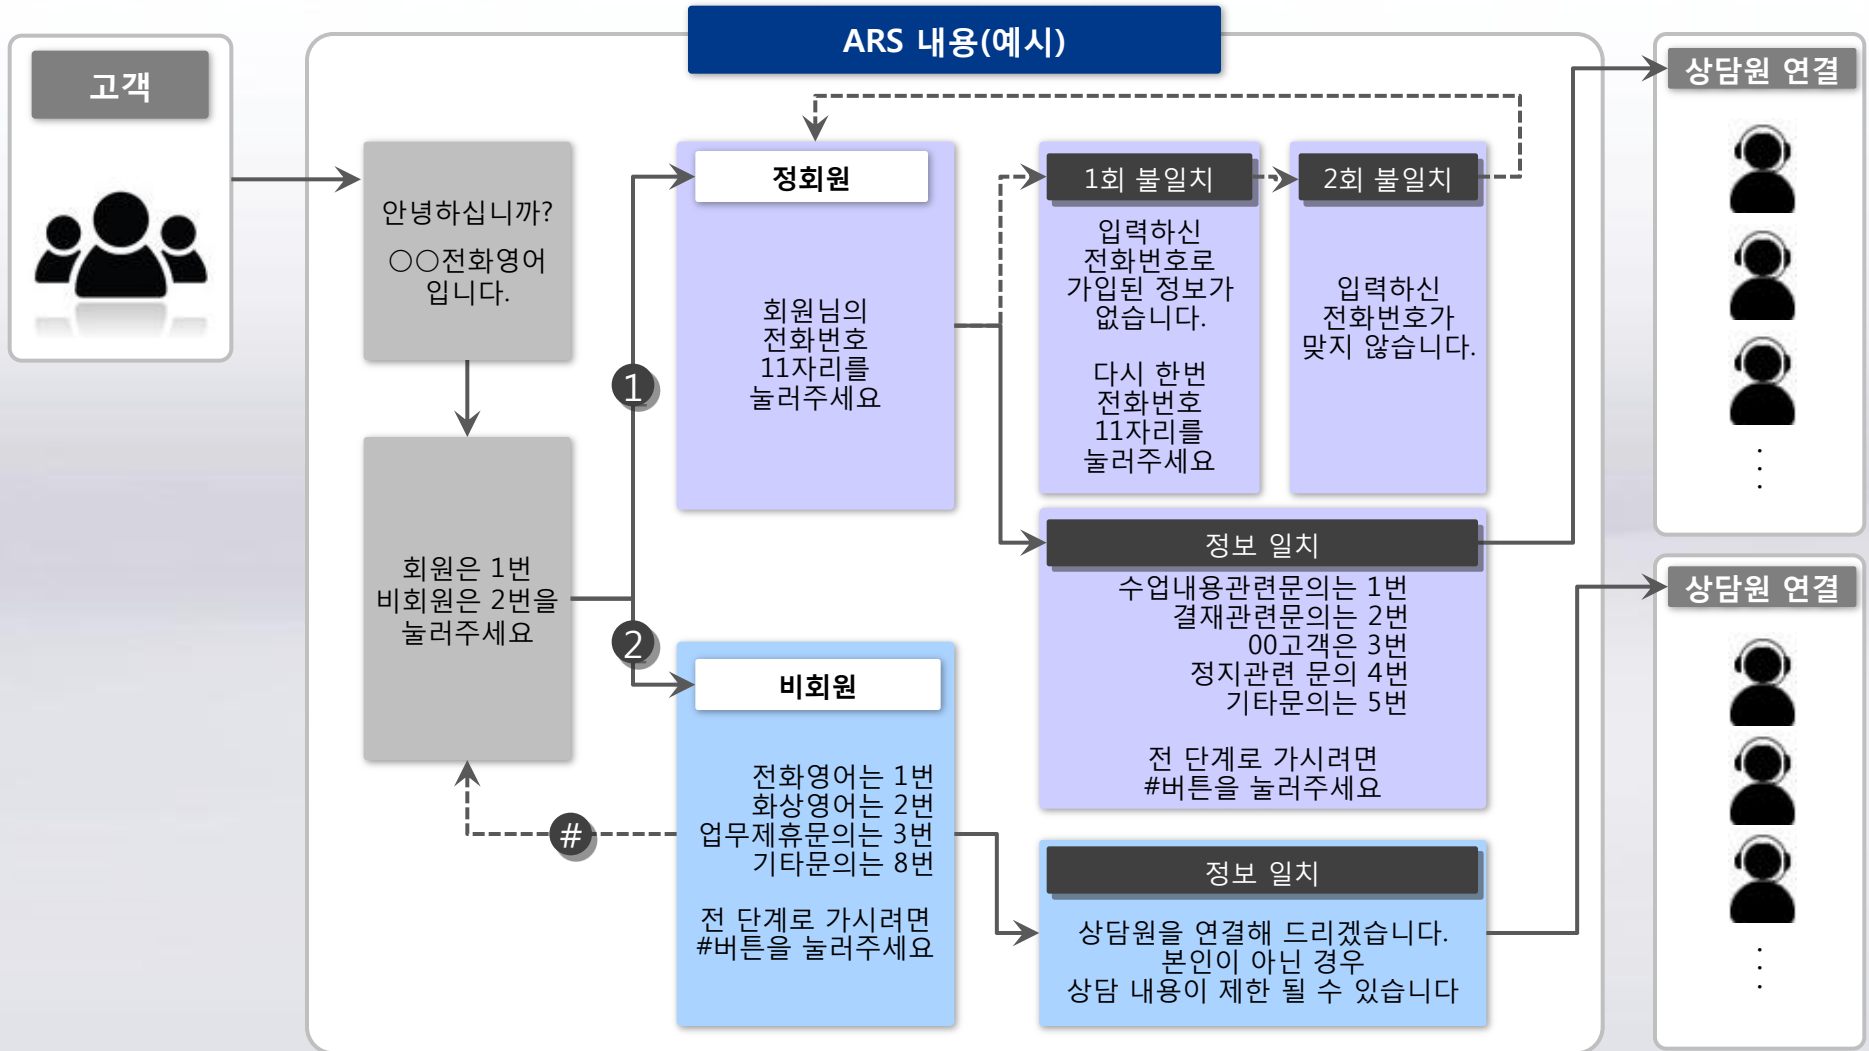 ARS 내용(예시)
고객
안녕하십니까?
○○전화영어
입니다.
회원은 1번
비회원은 2번을
눌러주세요
1
2
#
정회원
회원님의
전화번호
11자리를
눌러주세요
1회 불일치
입력하신
전화번호로
가입된 정보가
없습니다.
다시 한번
전화번호
11자리를
눌러주세요
2회 불일치
입력하신
전화번호가
맞지 않습니다.
정보 일치
수업내용관련문의는 1번
결재관련문의는 2번
00고객은 3번
정지관련 문의 4번
기타문의는 5번
전 단계로 가시려면
#버튼을 눌러주세요
비회원
전화영어는 1번
화상영어는 2번
업무제휴문의는 3번
기타문의는 8번
전 단계로 가시려면
#버튼을 눌러주세요
정보 일치
상담원을 연결해 드리겠습니다.
본인이 아닌 경우
상담 내용이 제한 될 수 있습니다
상담원 연결
상담원 연결